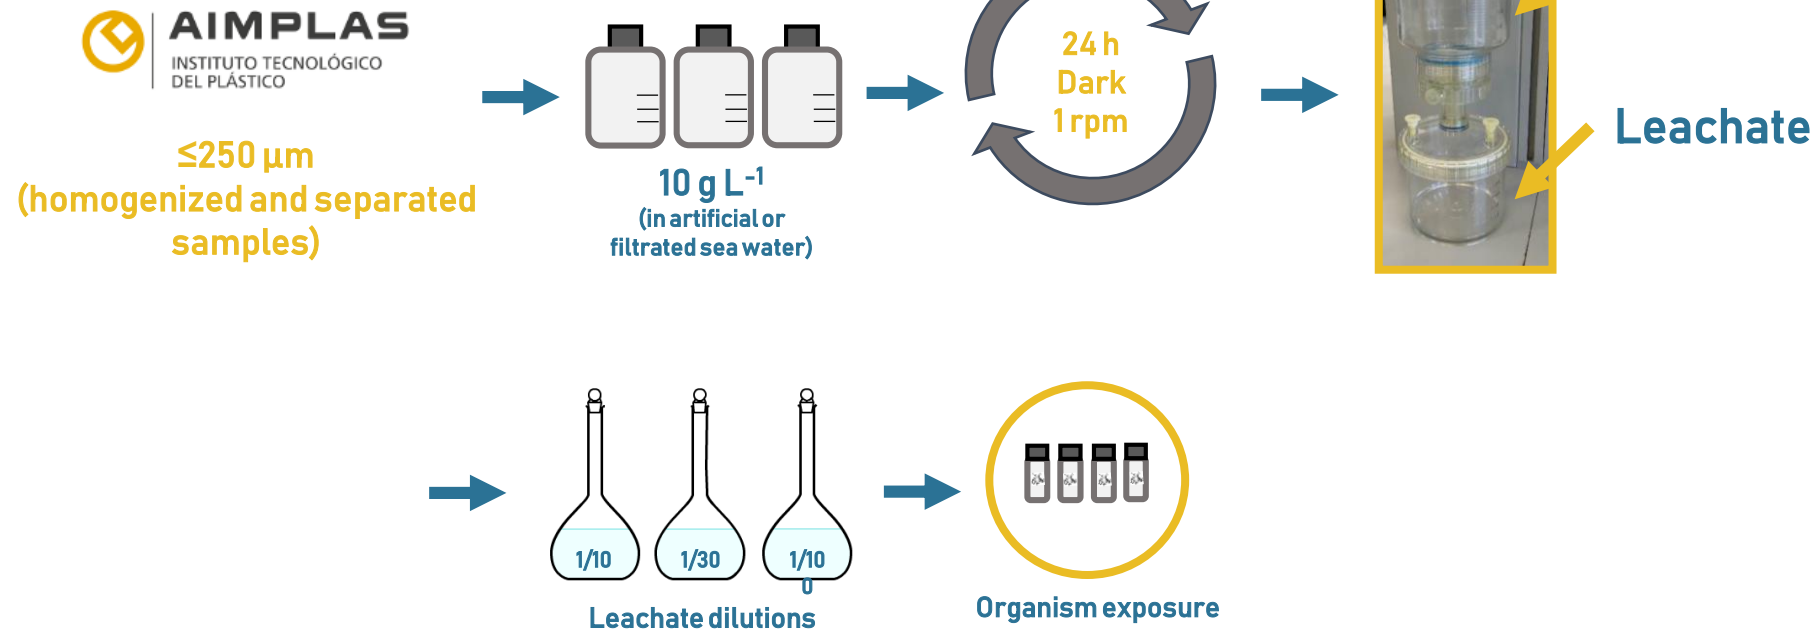 AIMPLAS
INSTITUTO TECNOLÓGICO
DEL PLÁSTICO
≤250 µm
(homogenized and separated
samples)
10 g L⁻¹
(in artificial or
filtrated sea water)
24 h
Dark
1 rpm
Leachate
1/10
1/30
1/10
0
Leachate dilutions
Organism exposure